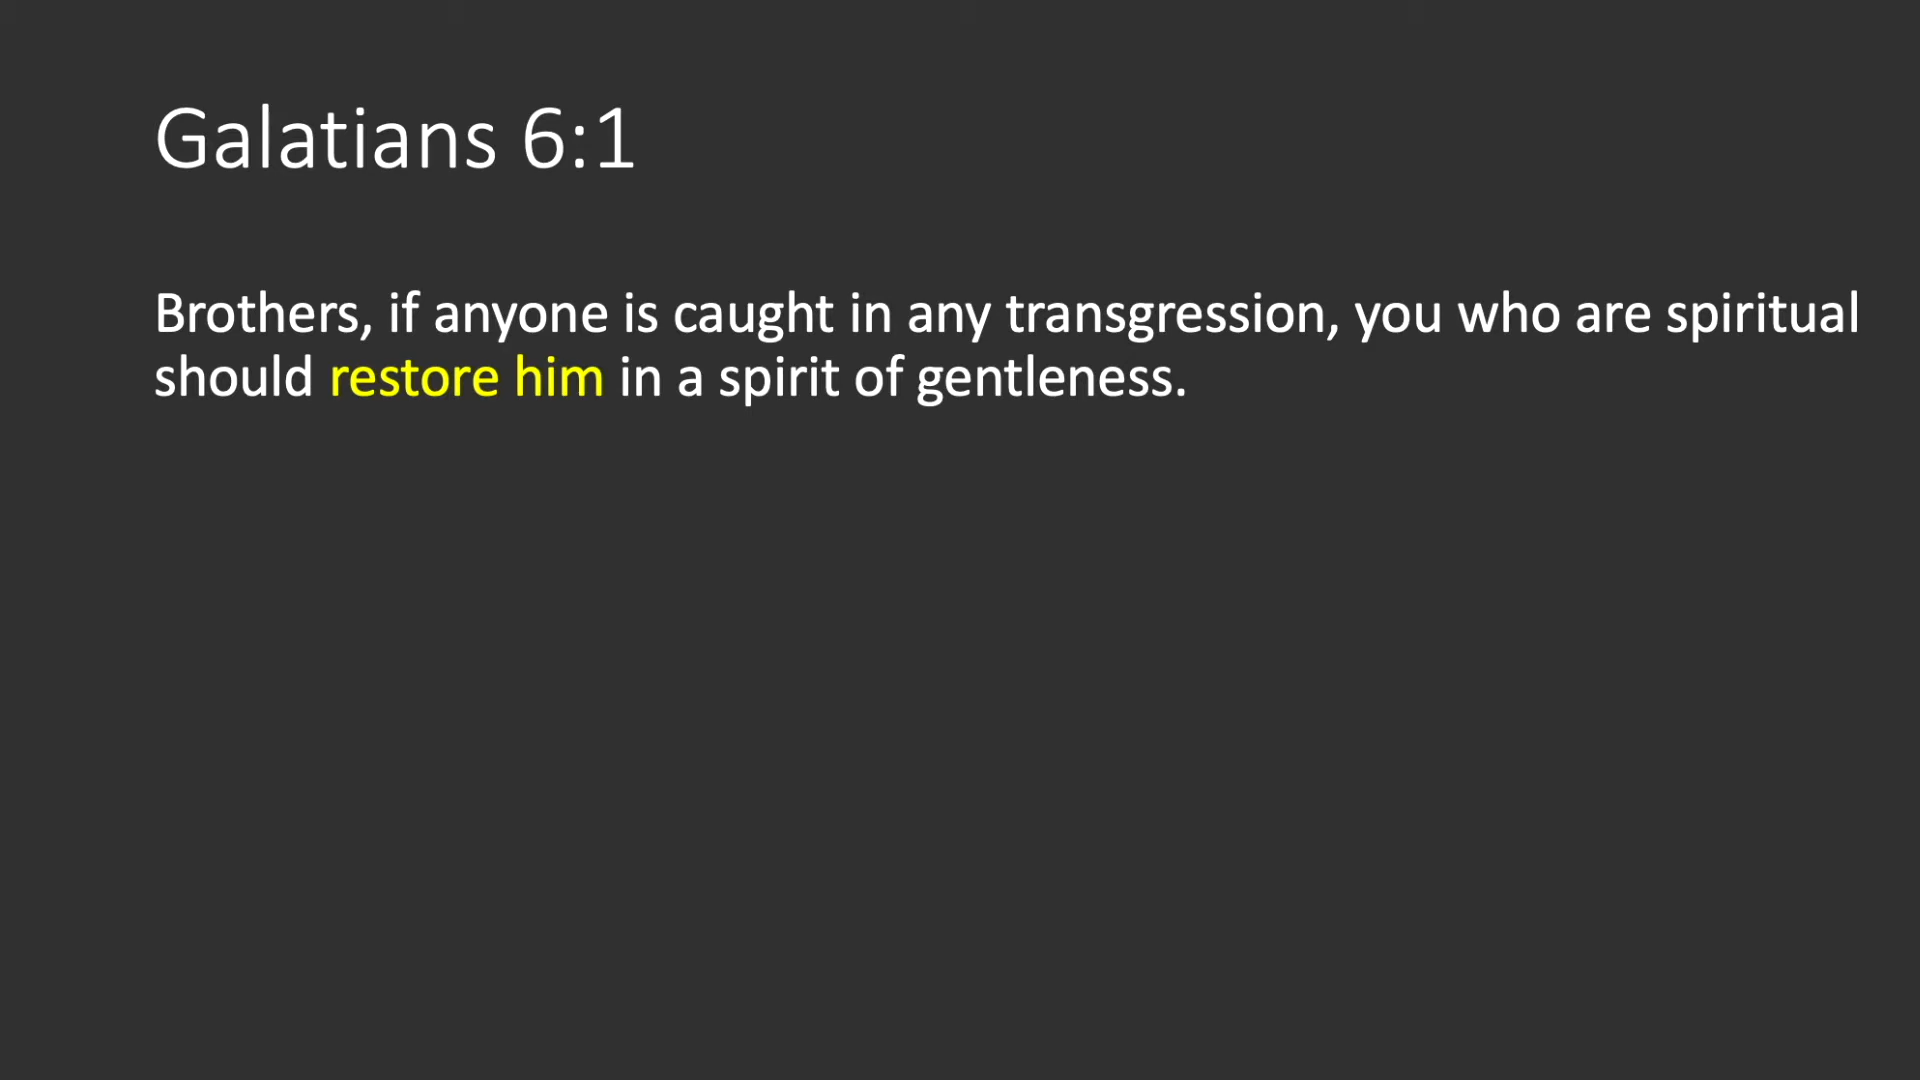 Galatians 6:1
Brothers, if anyone is caught in any transgression, you who are spiritual
should restore him in a spirit of gentleness.